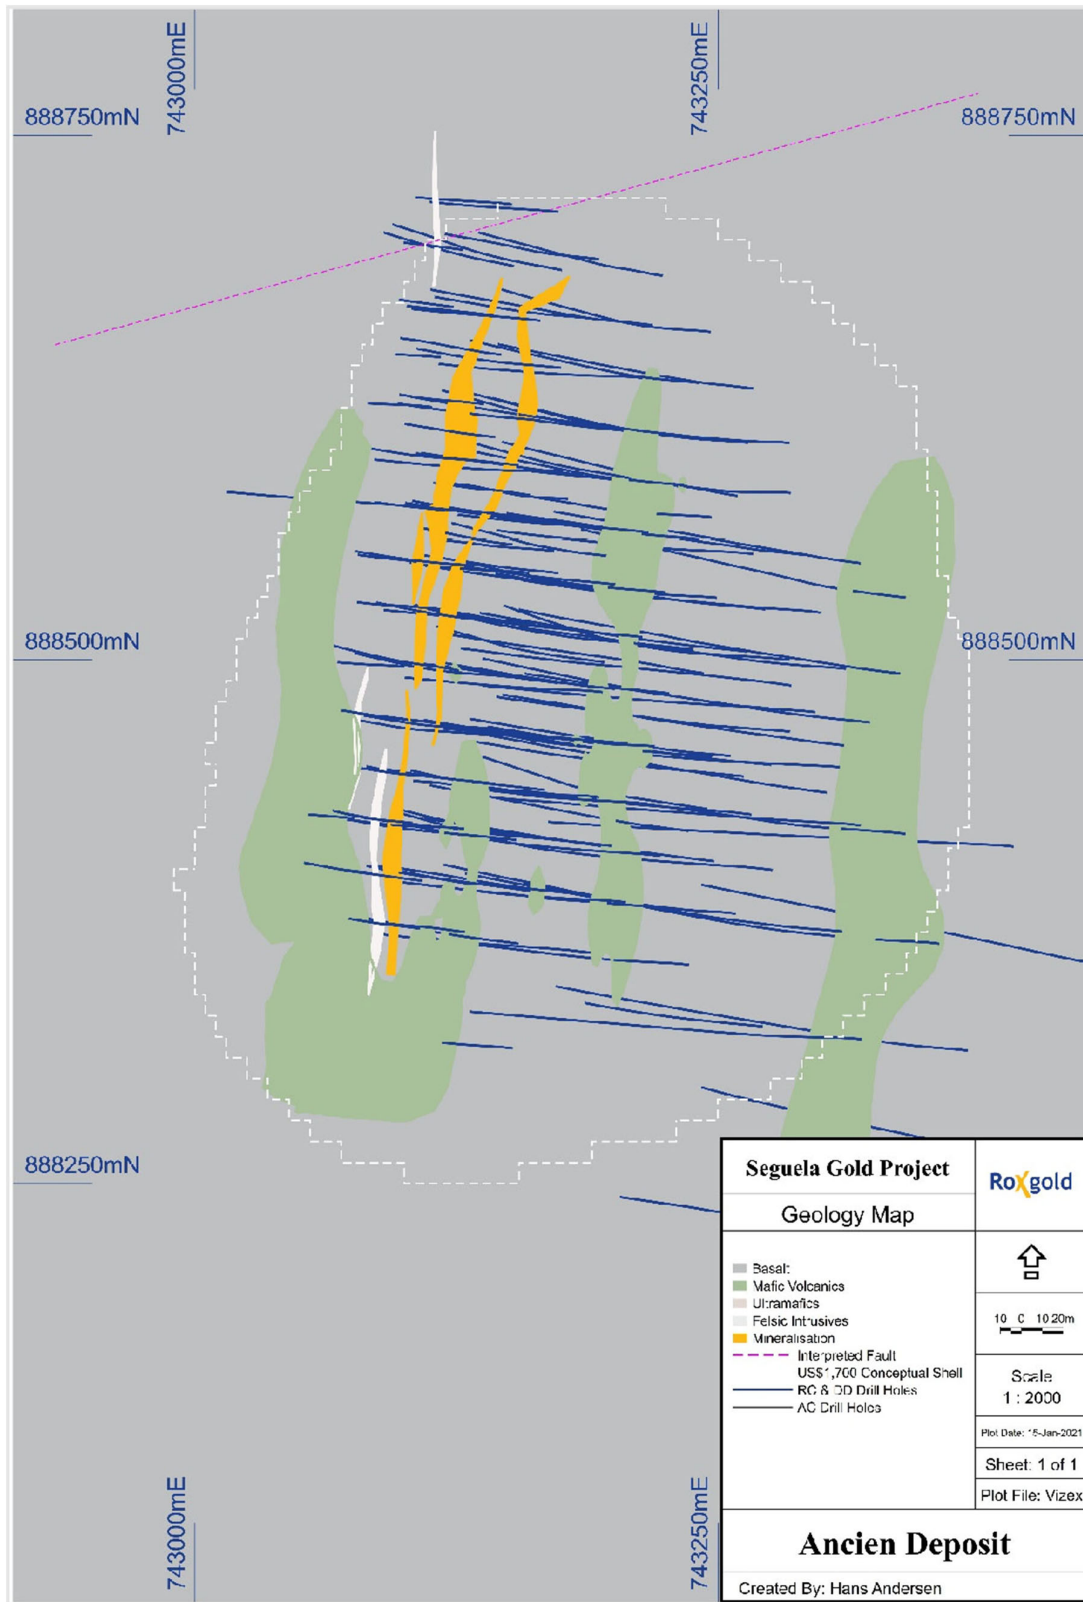 743000mE
743250mE
888750mN
888750mN
888500mN
888500mN
888250mN
Seguela Gold Project
Geology Map
Roxgold
Basalt
Mafic Volcanics
Ultramafics
Felsic Intrusives
Mineralisation
Interpreted Fault
US$1,700 Conceptual Shell
RC & DD Drill Holes
AC Drill Holes
10 0 10 20m
Scale
1 : 2000
Plot Date: 15-Jan-2021
Sheet: 1 of 1
Plot File: Vizex
Ancien Deposit
Created By: Hans Andersen
743000mE
743250mE